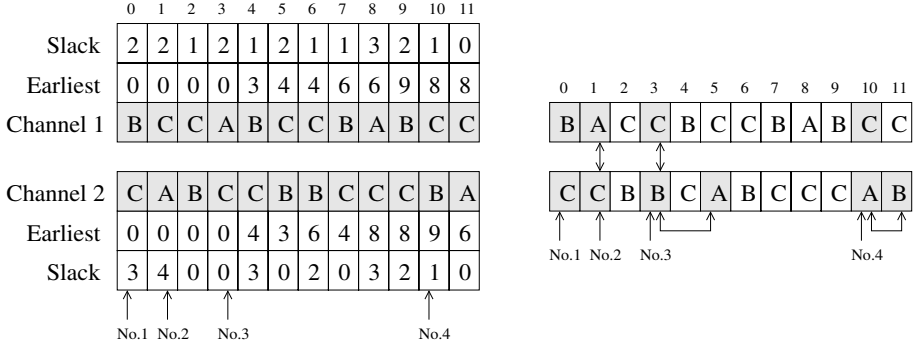 0 1 2 3 4 5 6 7 8 9 10 11
Slack 2 2 1 2 1 2 1 1 3 2 1 0
Earliest 0 0 0 0 3 4 4 6 6 9 8 8
Channel 1 B C C A B C C B A B C C
Channel 2 C A B C C B B C C C B A
Earliest 0 0 0 0 4 3 6 4 8 8 9 6
Slack 3 4 0 0 3 0 2 0 3 2 1 0
No.1 No.2 No.3 No.4
0 1 2 3 4 5 6 7 8 9 10 11
B A C C B C C B A B C C
C C B B C A B C C C A B
No.1 No.2 No.3 No.4